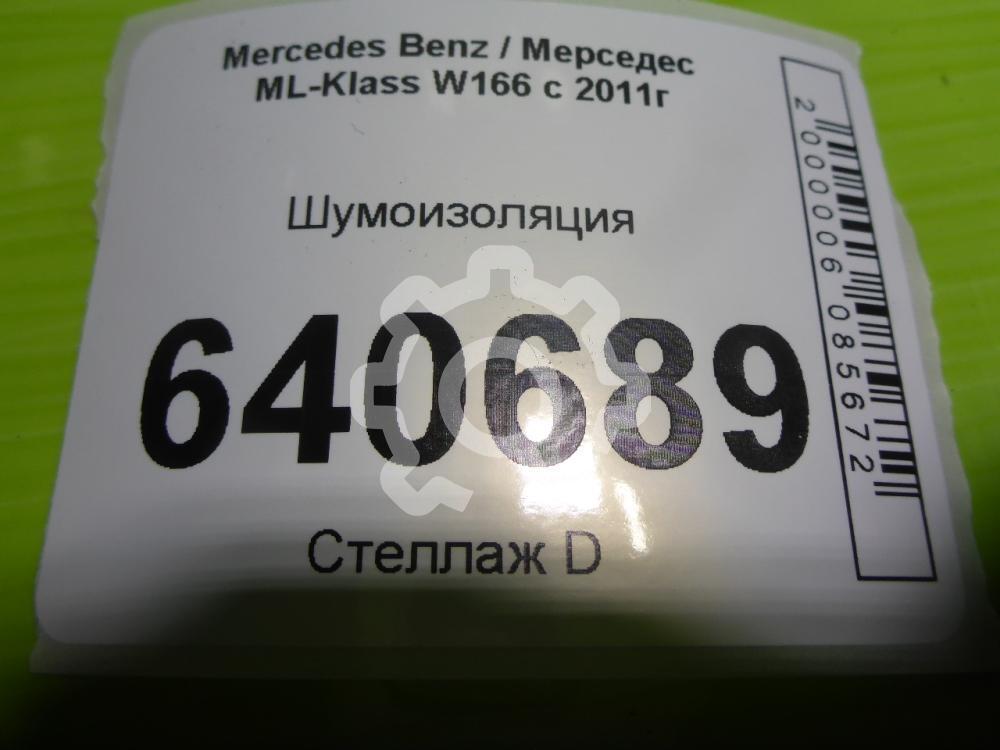 Mercedes Benz / Мерседес
ML-Klass W166 с 2011г
Шумоизоляция
640689
Стеллаж D
2000006085672